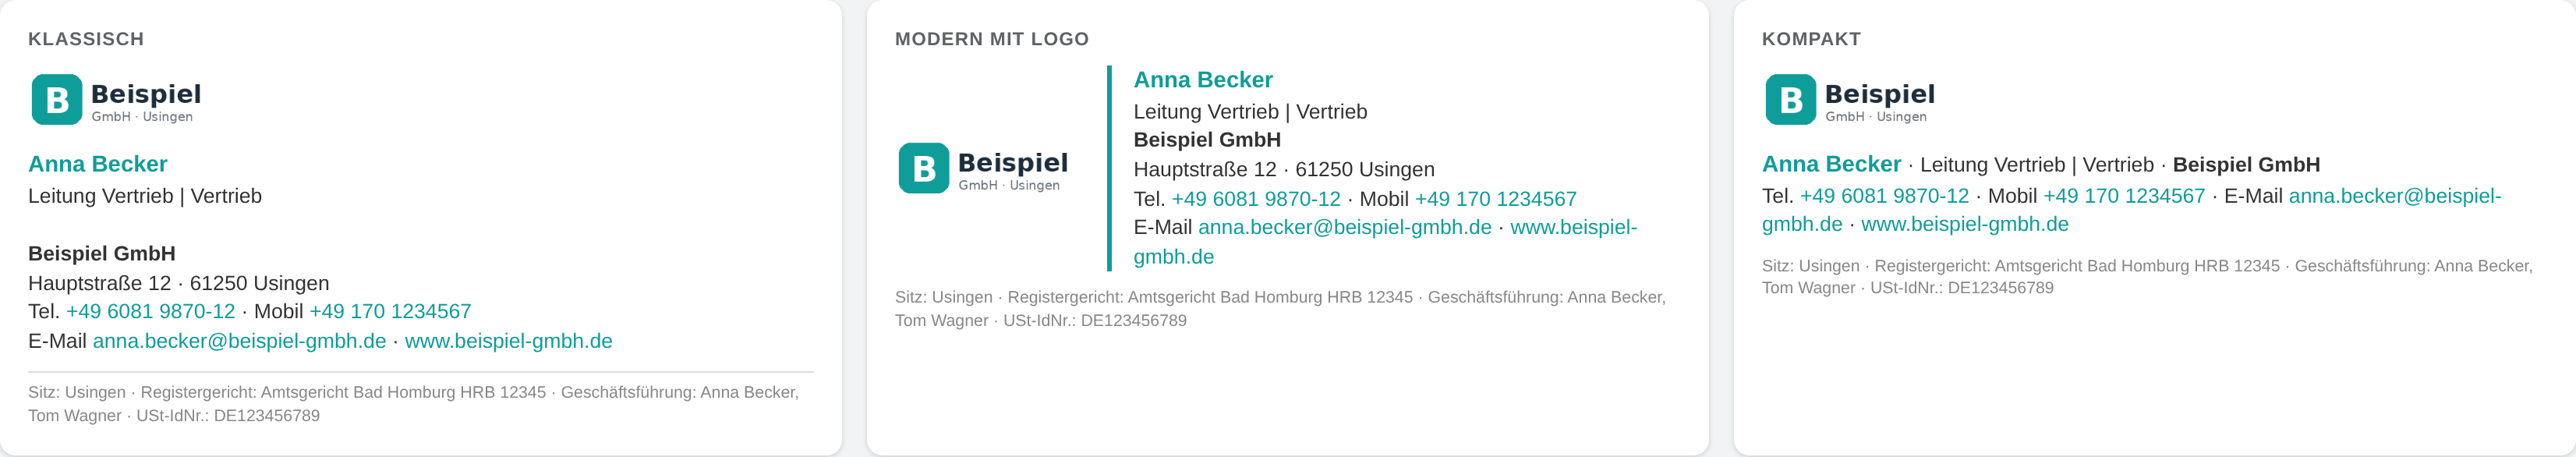 KLASSISCH
B Beispiel
GmbH · Usingen
Anna Becker
Leitung Vertrieb | Vertrieb
Beispiel GmbH
Hauptstraße 12 · 61250 Usingen
Tel. +49 6081 9870-12 · Mobil +49 170 1234567
E-Mail anna.becker@beispiel-gmbh.de · www.beispiel-gmbh.de
Sitz: Usingen · Registergericht: Amtsgericht Bad Homburg HRB 12345 · Geschäftsführung: Anna Becker,
Tom Wagner · USt-IdNr.: DE123456789
MODERN MIT LOGO
B Beispiel
GmbH · Usingen
Anna Becker
Leitung Vertrieb | Vertrieb
Beispiel GmbH
Hauptstraße 12 · 61250 Usingen
Tel. +49 6081 9870-12 · Mobil +49 170 1234567
E-Mail anna.becker@beispiel-gmbh.de · www.beispiel-
gmbh.de
Sitz: Usingen · Registergericht: Amtsgericht Bad Homburg HRB 12345 · Geschäftsführung: Anna Becker,
Tom Wagner · USt-IdNr.: DE123456789
KOMPAKT
B Beispiel
GmbH · Usingen
Anna Becker · Leitung Vertrieb | Vertrieb · Beispiel GmbH
Tel. +49 6081 9870-12 · Mobil +49 170 1234567 · E-Mail anna.becker@beispiel-
gmbh.de · www.beispiel-gmbh.de
Sitz: Usingen · Registergericht: Amtsgericht Bad Homburg HRB 12345 · Geschäftsführung: Anna Becker,
Tom Wagner · USt-IdNr.: DE123456789